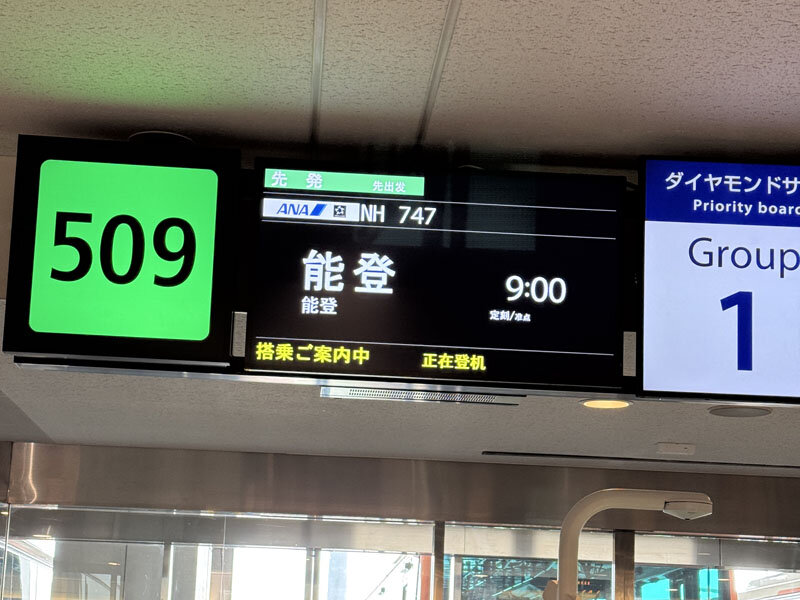 509
先発 先出发
ANA NH 747
能登
能登
9:00
定刻/准点
搭乗ご案内中 正在登机
ダイヤモンドサ
Priority board
Group
1